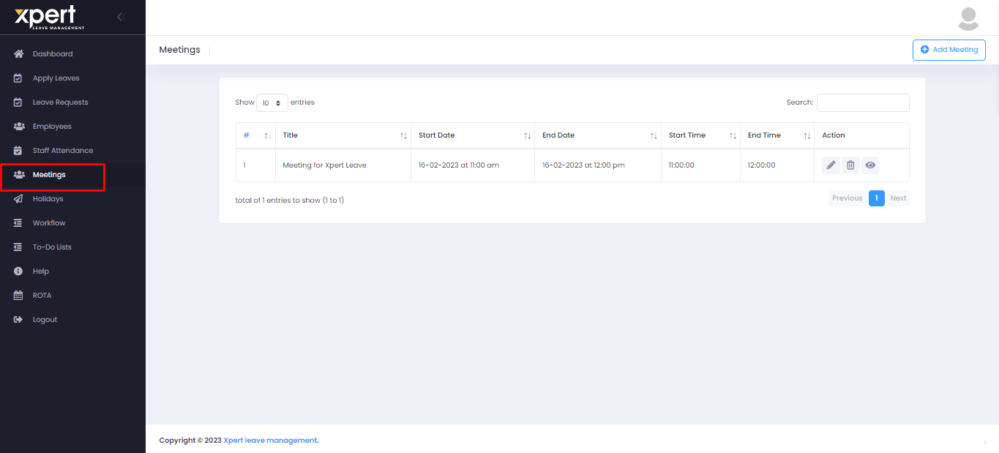 xpert
LEAVE MANAGEMENT
Dashboard
Apply Leaves
Leave Requests
Employees
Staff Attendance
Meetings
Holidays
Workflow
To-Do Lists
Help
ROTA
Logout
Meetings
Add Meeting
Show 10 entries Search:
# Title Start Date End Date Start Time End Time Action
1 Meeting for Xpert Leave 16-02-2023 at 11:00 am 16-02-2023 at 12:00 pm 11:00:00 12:00:00
total of 1 entries to show (1 to 1) Previous 1 Next
Copyright © 2023 Xpert leave management. .